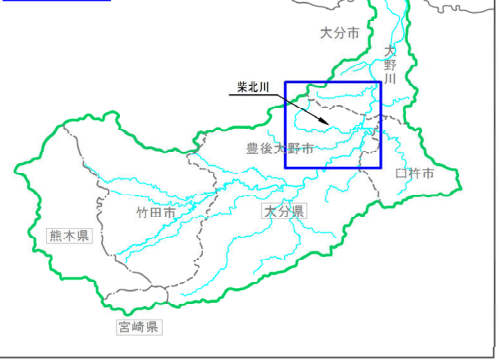 大分市
大野川
柴北川
豊後大野市
臼杵市
竹田市
大分県
熊本県
宮崎県